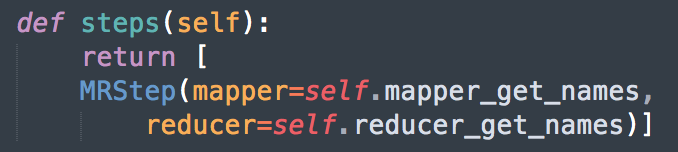 def steps(self):
    return [
    MRStep(mapper=self.mapper_get_names,
        reducer=self.reducer_get_names)]